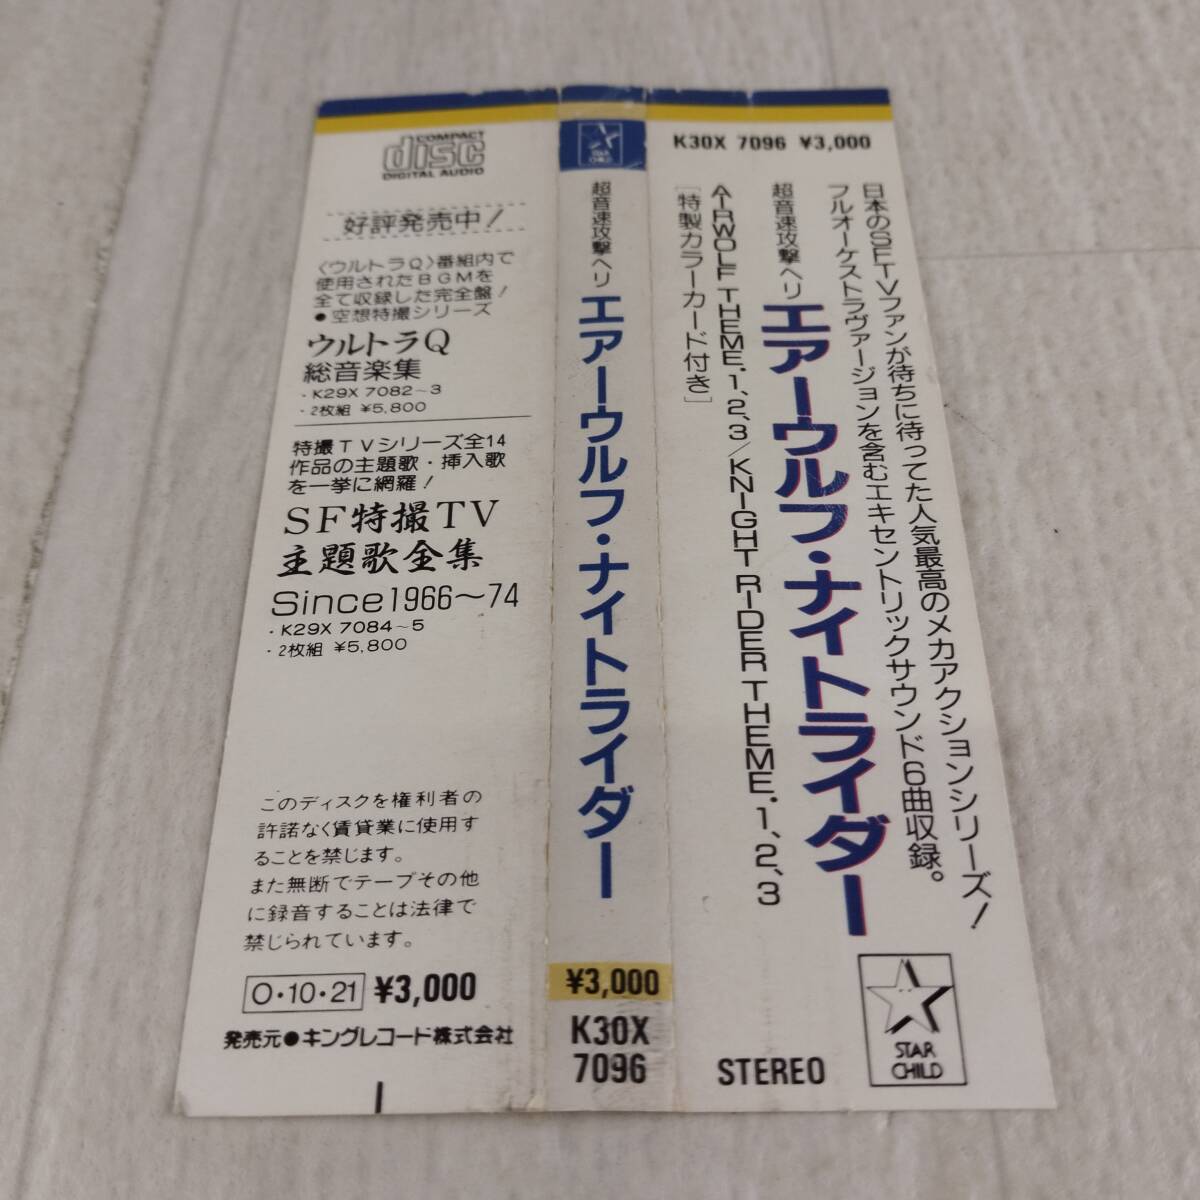 COMPACT
disc
DIGITAL AUDIO
好評発売中!
〈ウルトラQ〉番組内で
使用されたBGMを
全て収録した完全盤!
●空想特撮シリーズ
ウルトラQ
総音楽集
・K29X 7082~3
・2枚組 ¥5,800
特撮TVシリーズ全14
作品の主題歌・挿入歌
を一挙に網羅!
SF特撮TV
主題歌全集
Since1966〜74
・K29X 7084~5
・2枚組 ¥5,800
このディスクを権利者の
許諾なく賃貸業に使用す
ることを禁じます。
また無断でテープその他
に録音することは法律で
禁じられています。
O・10・21 ¥3,000
発売元●キングレコード株式会社
STAR
CHILD
超音速攻撃ヘリ エアーウルフ・ナイトライダー
¥3,000
K30X
7096
K30X 7096 ¥3,000
日本のSFTVファンが待ちに待ってた人気最高のメカアクションシリーズ!
フルオーケストラヴァージョンを含むエキセントリックサウンド6曲収録。
超音速攻撃ヘリ エアーウルフ・ナイトライダー
AIRWOLF THEME・1,2,3/KNIGHT RIDER THEME・1,2,3
[特製カラーカード付き]
STEREO
STAR
CHILD